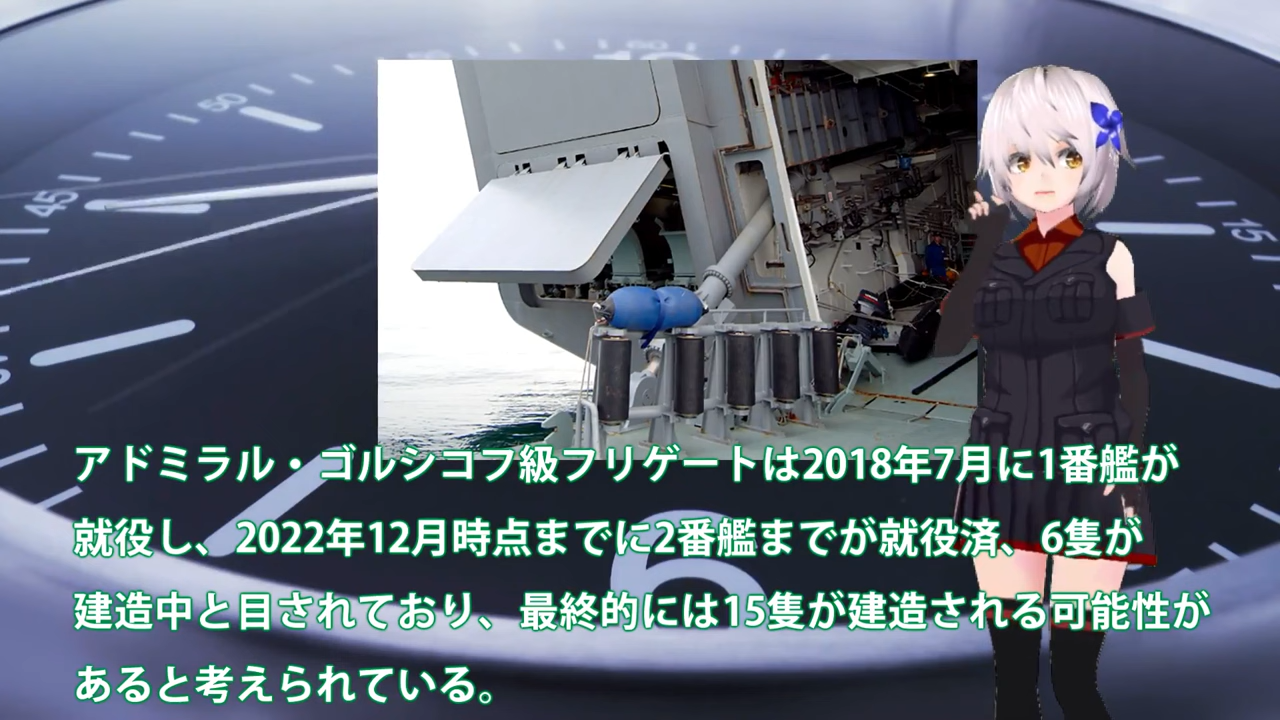 60
50
45
15
6
アドミラル・ゴルシコフ級フリゲートは2018年7月に1番艦が
就役し、2022年12月時点までに2番艦までが就役済、6隻が
建造中と目されており、最終的には15隻が建造される可能性が
あると考えられている。